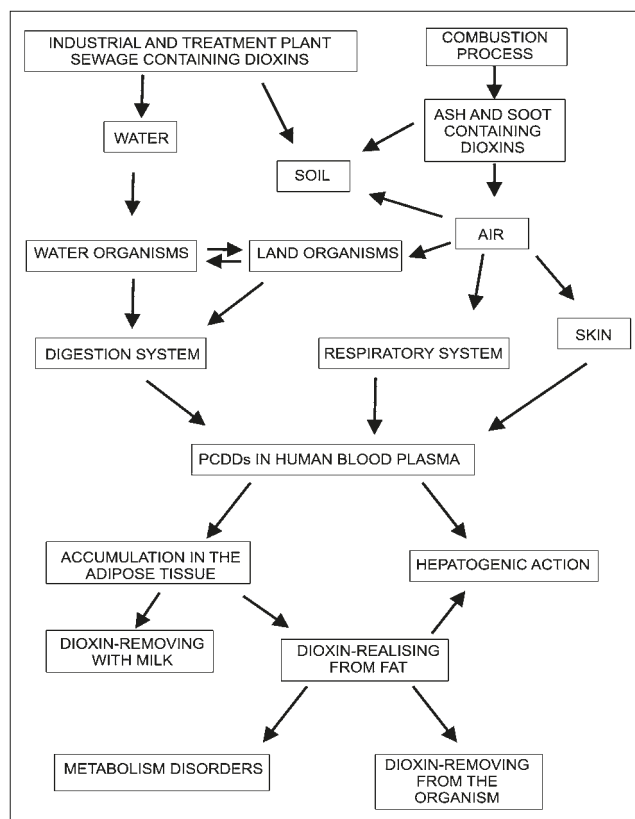 INDUSTRIAL AND TREATMENT PLANT
SEWAGE CONTAINING DIOXINS
COMBUSTION
PROCESS
WATER
ASH AND SOOT
CONTAINING
DIOXINS
SOIL
AIR
WATER ORGANISMS
LAND ORGANISMS
DIGESTION SYSTEM
RESPIRATORY SYSTEM
SKIN
PCDDs IN HUMAN BLOOD PLASMA
ACCUMULATION IN THE
ADIPOSE TISSUE
HEPATOGENIC ACTION
DIOXIN-REMOVING
WITH MILK
DIOXIN-REALISING
FROM FAT
METABOLISM DISORDERS
DIOXIN-REMOVING
FROM THE
ORGANISM